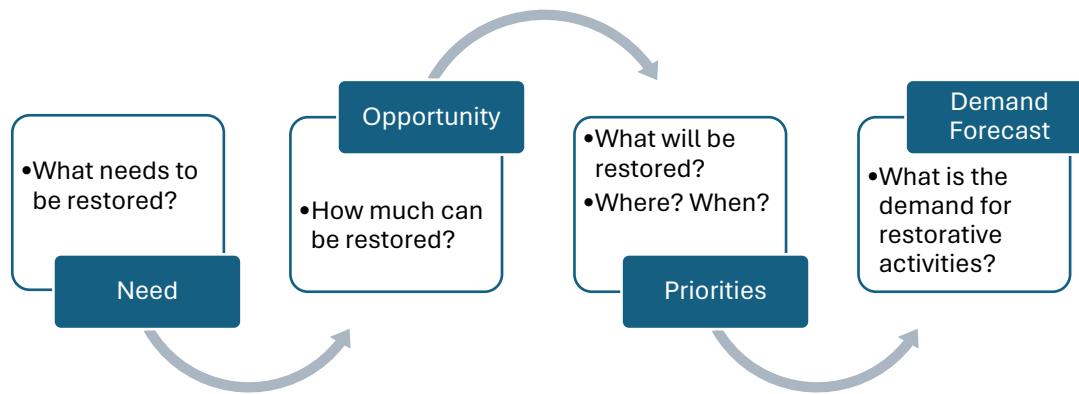 •What needs to
be restored?
Need
Opportunity
•How much can
be restored?
•What will be
restored?
•Where? When?
Priorities
Demand
Forecast
•What is the
demand for
restorative
activities?